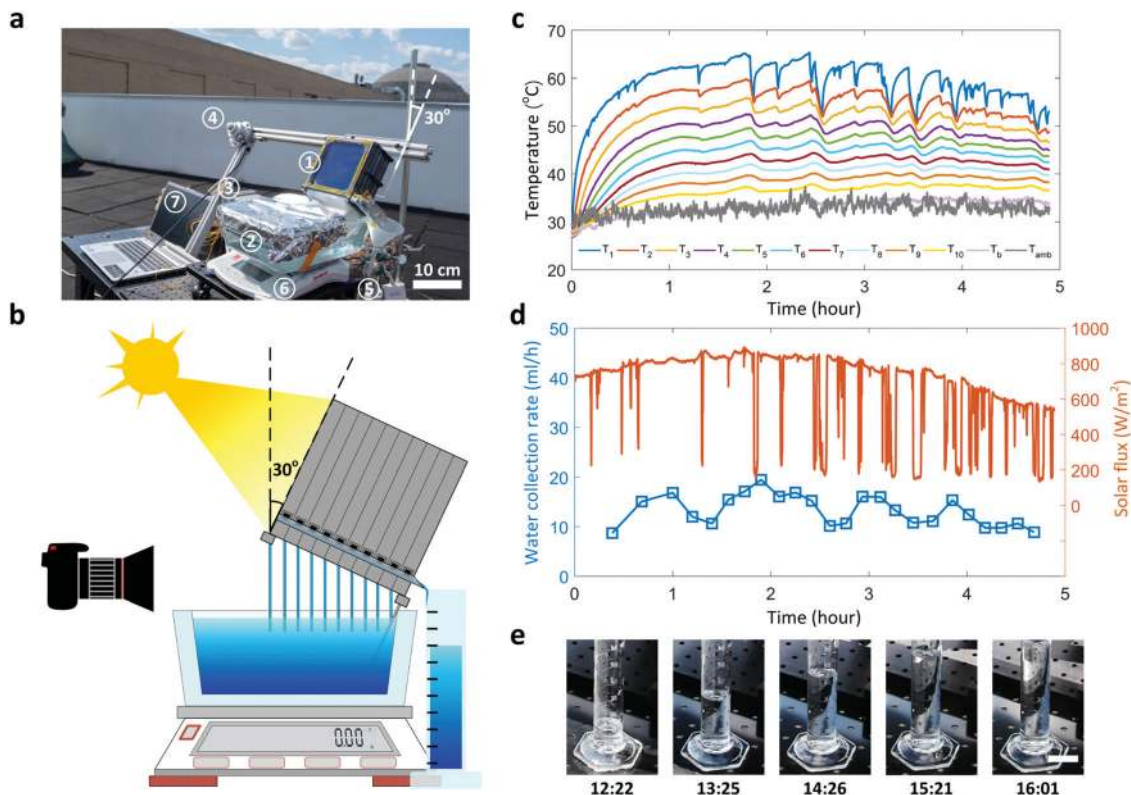 a
30°
④
①
③
⑦
②
⑥
⑤
10 cm
b
30°
0.00
c
Temperature (°C)
70
60
50
40
30
20
T1 T2 T3 T4 T5 T6 T7 T8 T9 T10 Tb Tamb
0 1 2 3 4 5
Time (hour)
d
Water collection rate (ml/h)
50
40
30
20
10
0
1000
800
600
400
200
0
Solar flux (W/m²)
0 1 2 3 4 5
Time (hour)
e
12:22 13:25 14:26 15:21 16:01